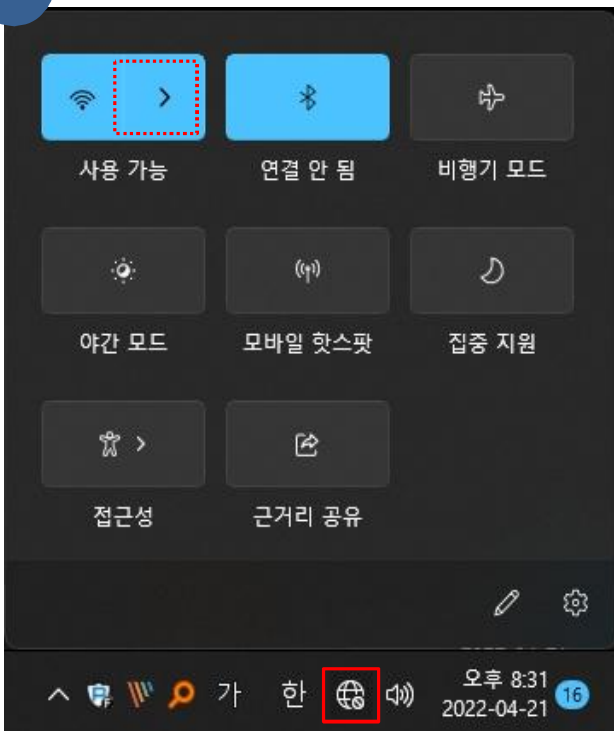 사용 가능
연결 안 됨
비행기 모드
야간 모드
모바일 핫스팟
집중 지원
접근성
근거리 공유
가 한 오후 8:31
2022-04-21 16